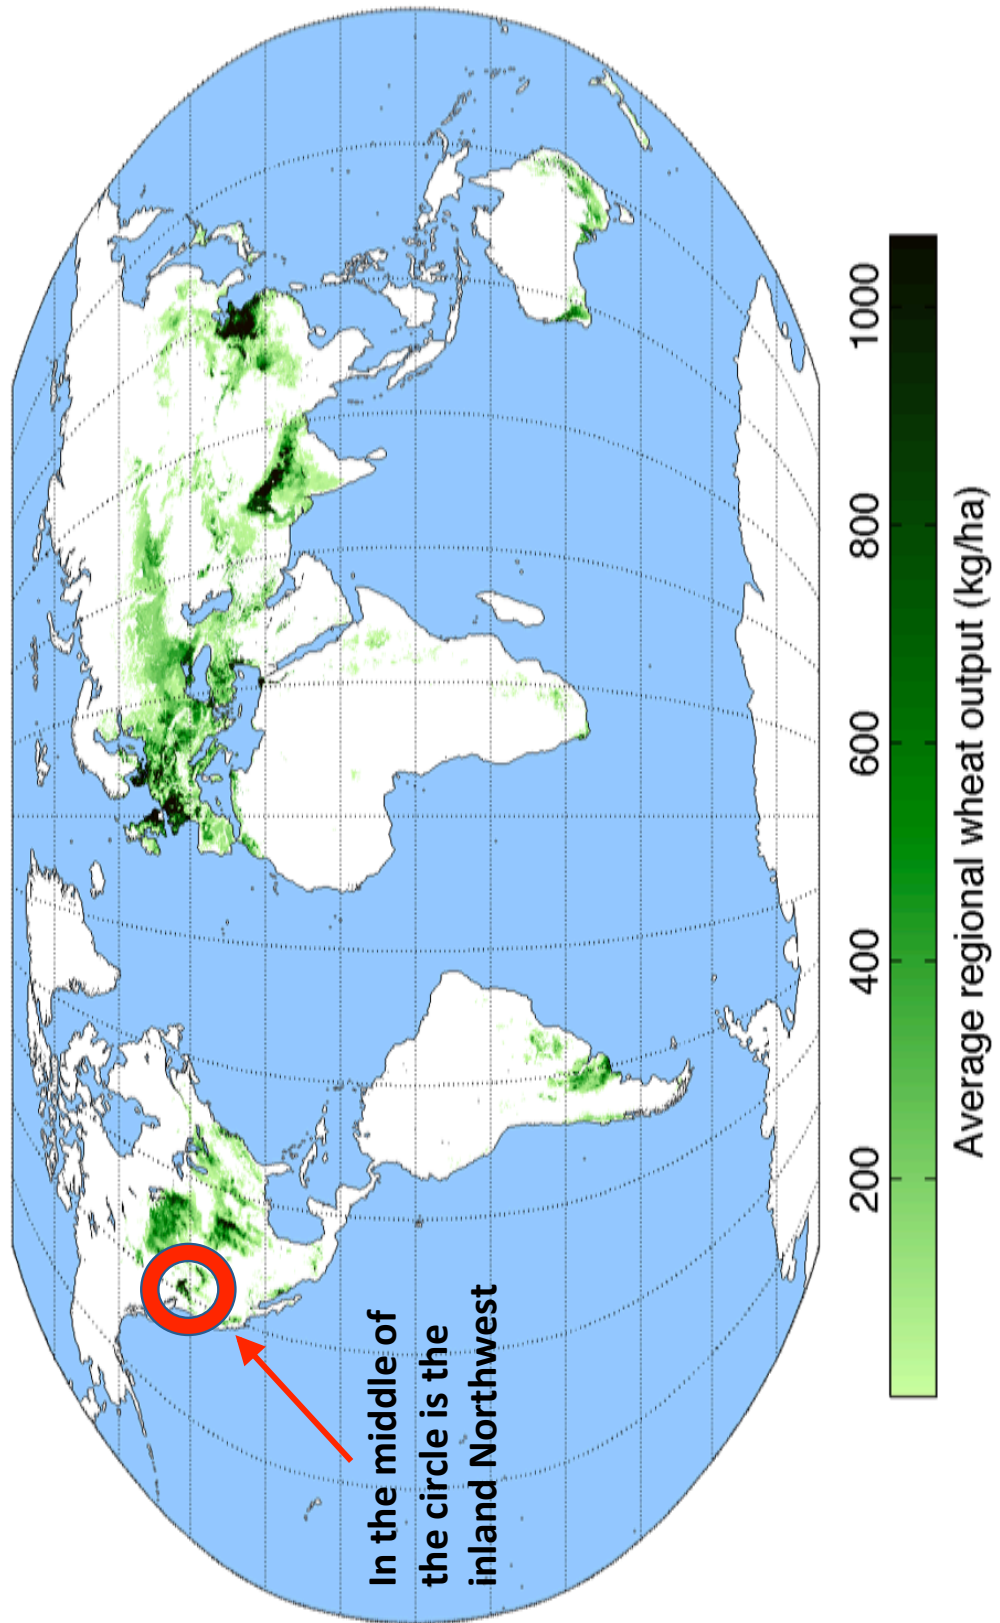 In the middle of
the circle is the
inland Northwest
200 400 600 800 1000
Average regional wheat output (kg/ha)